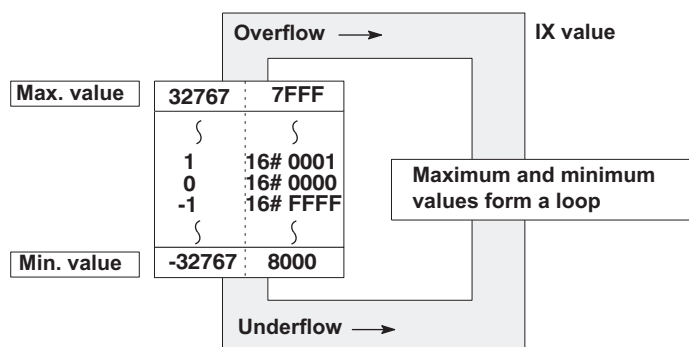 Overflow →
IX value
Max. value
32767 7FFF
1 16# 0001
0 16# 0000
-1 16# FFFF
Maximum and minimum
values form a loop
Min. value
-32767 8000
Underflow →